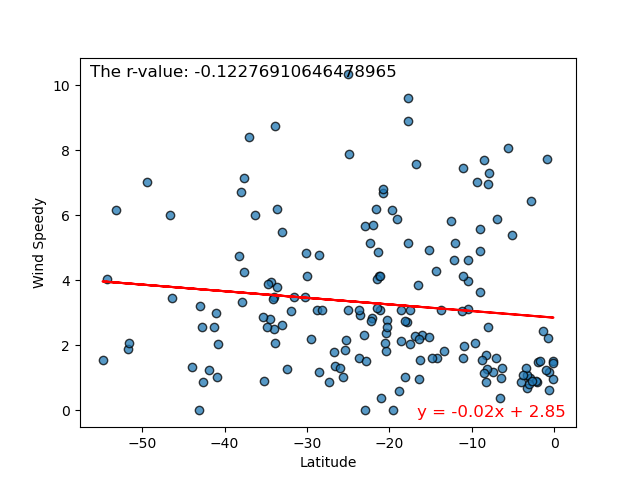 The r-value: -0.12276910646478965
10
8
6
4
2
0
Wind Speedy
y = -0.02x + 2.85
−50 −40 −30 −20 −10 0
Latitude